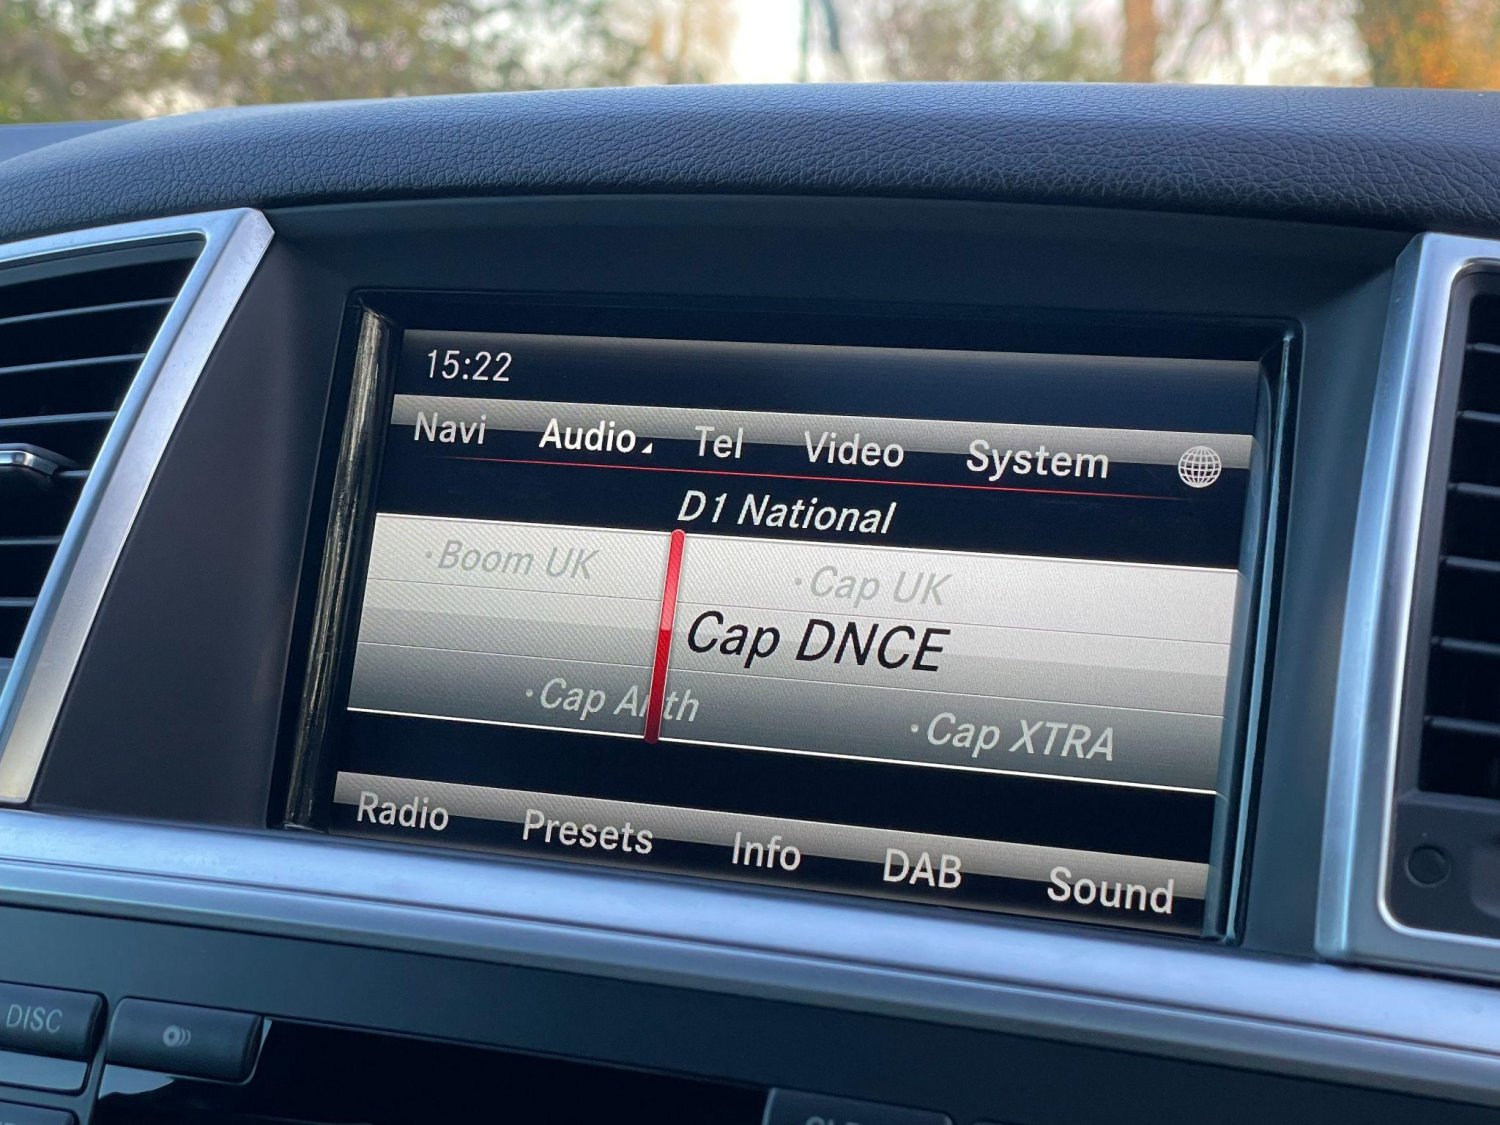 15:22
Navi Audio Tel Video System
D1 National
·Boom UK ·Cap UK
Cap DNCE
·Cap XTRA
Radio Presets Info DAB Sound
DISC